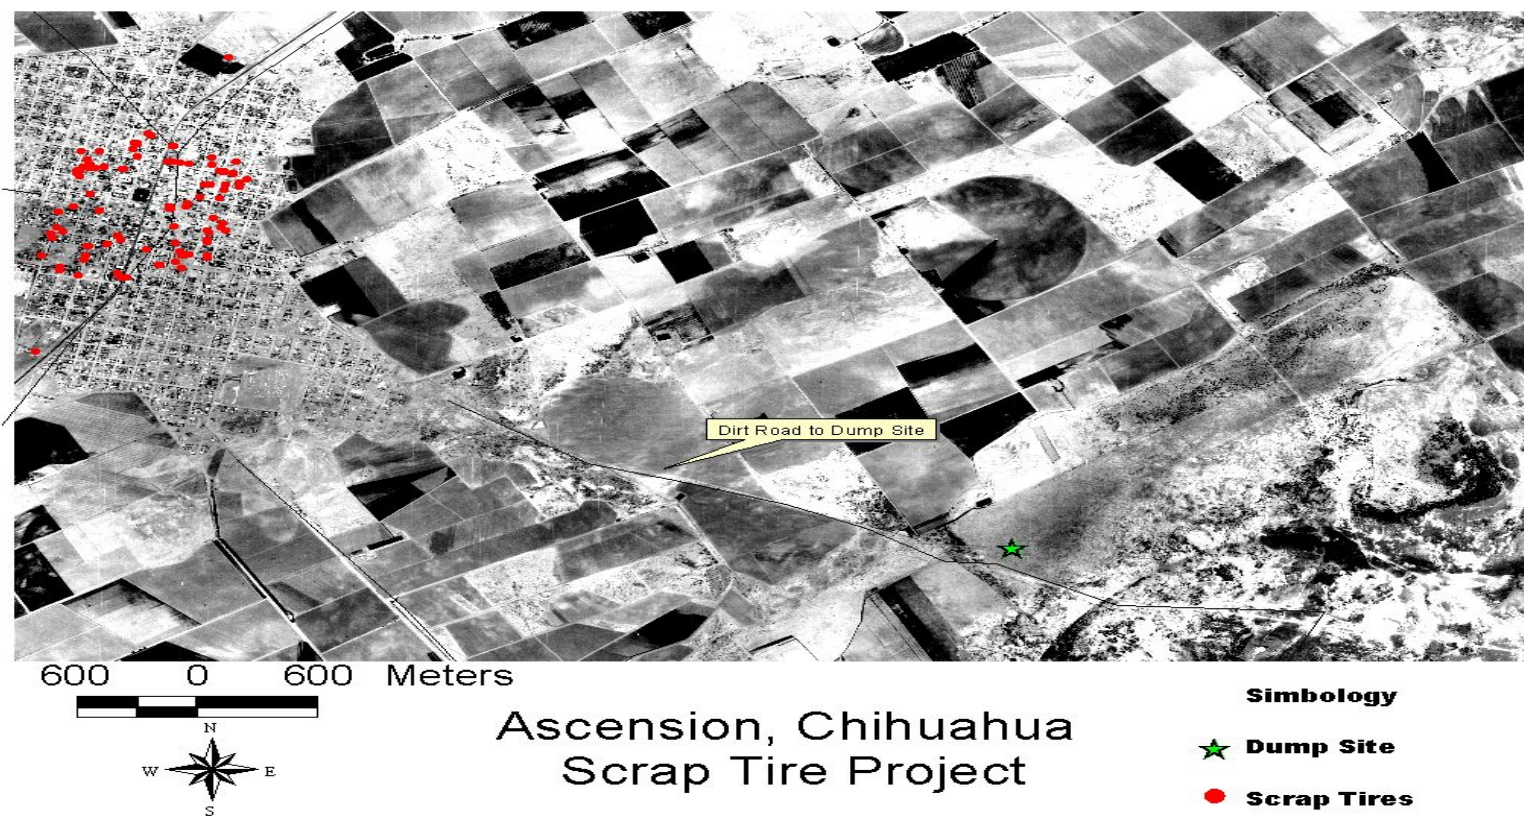 Dirt Road to Dump Site
600 0 600 Meters
N
W E
S
Ascension, Chihuahua
Scrap Tire Project
Simbology
Dump Site
Scrap Tires